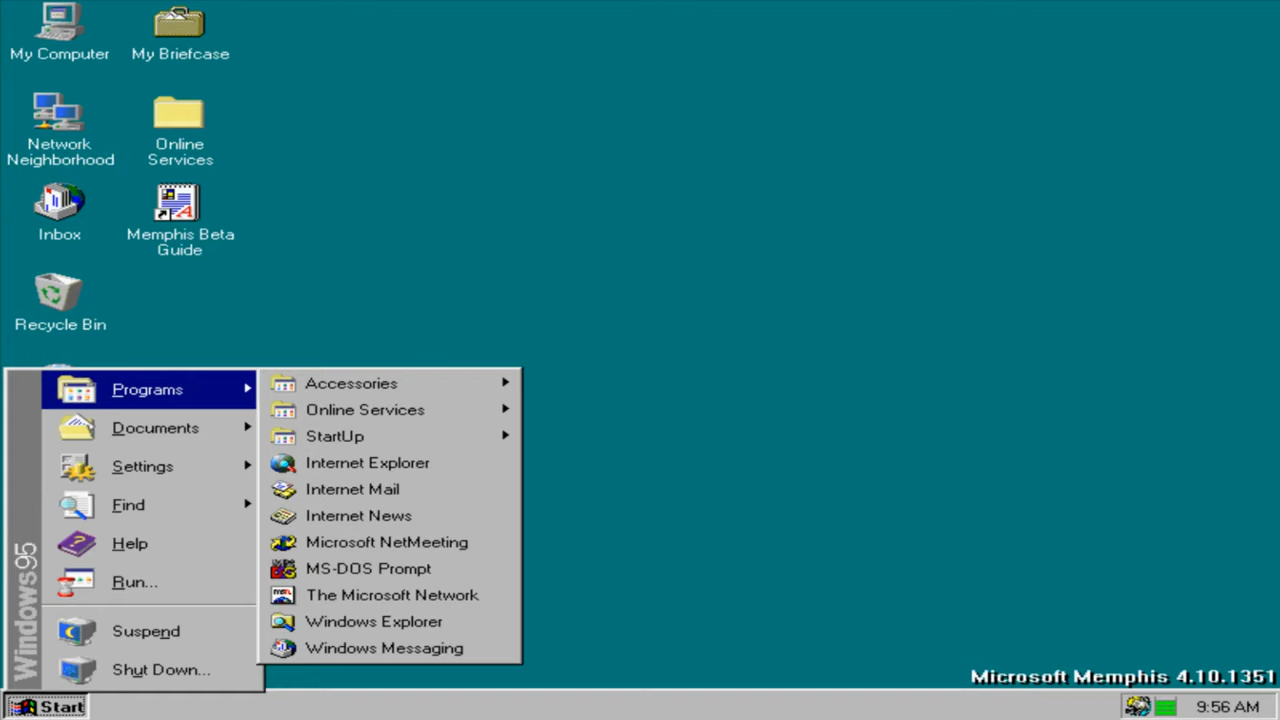 My Computer
My Briefcase
Network
Neighborhood
Online
Services
Inbox
Memphis Beta
Guide
Recycle Bin
Programs
Documents
Settings
Find
Help
Run...
Suspend
Shut Down...
Windows95
Accessories
Online Services
StartUp
Internet Explorer
Internet Mail
Internet News
Microsoft NetMeeting
MS-DOS Prompt
The Microsoft Network
Windows Explorer
Windows Messaging
Microsoft Memphis 4.10.1351
Start
9:56 AM